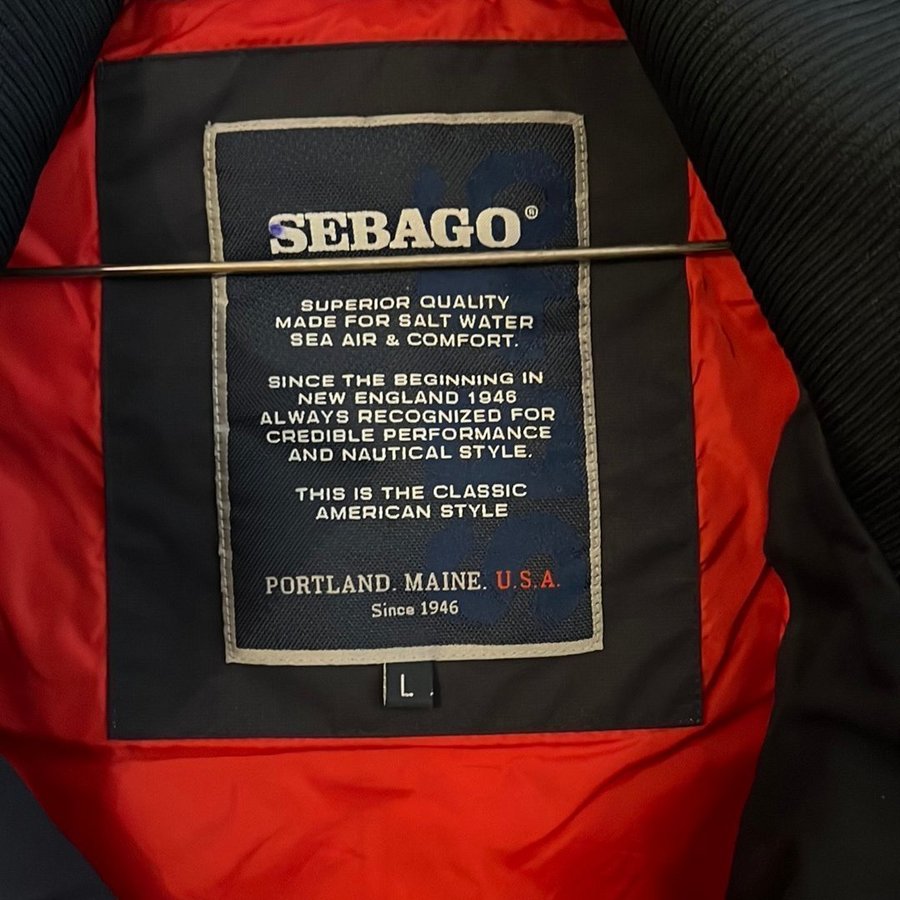 SEBAGO®
SUPERIOR QUALITY
MADE FOR SALT WATER
SEA AIR & COMFORT.
SINCE THE BEGINNING IN
NEW ENGLAND 1946
ALWAYS RECOGNIZED FOR
CREDIBLE PERFORMANCE
AND NAUTICAL STYLE.
THIS IS THE CLASSIC
AMERICAN STYLE
PORTLAND. MAINE. U.S.A.
Since 1946
L